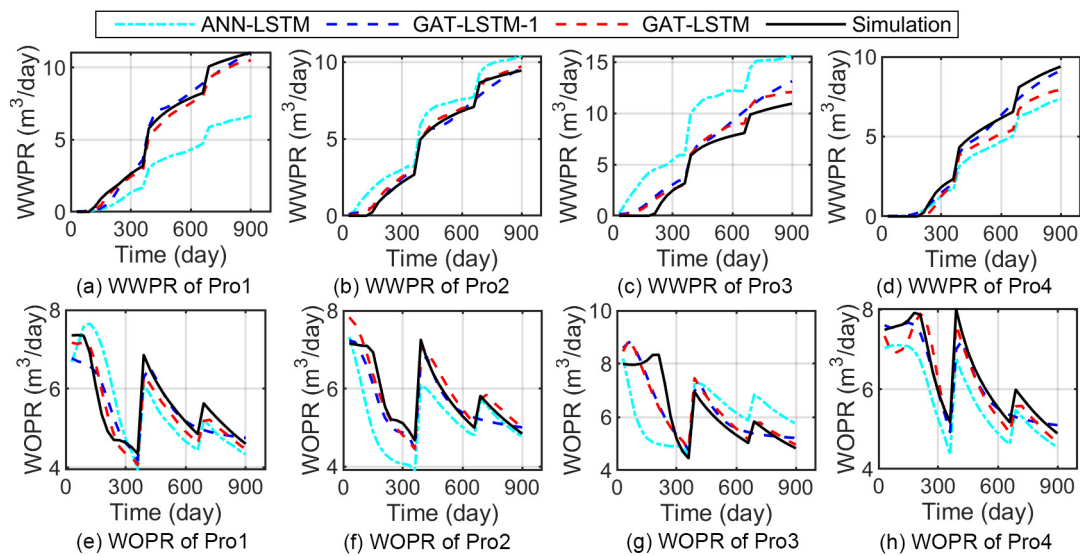 ANN-LSTM GAT-LSTM-1 GAT-LSTM Simulation
WWPR (m³/day)
10
5
0
0 300 600 900
Time (day)
(a) WWPR of Pro1
WWPR (m³/day)
10
5
0
0 300 600 900
Time (day)
(b) WWPR of Pro2
WWPR (m³/day)
15
10
5
0
0 300 600 900
Time (day)
(c) WWPR of Pro3
WWPR (m³/day)
10
5
0
0 300 600 900
Time (day)
(d) WWPR of Pro4
WOPR (m³/day)
8
6
4
0 300 600 900
Time (day)
(e) WOPR of Pro1
WOPR (m³/day)
8
6
4
0 300 600 900
Time (day)
(f) WOPR of Pro2
WOPR (m³/day)
10
8
6
4
0 300 600 900
Time (day)
(g) WOPR of Pro3
WOPR (m³/day)
8
6
4
0 300 600 900
Time (day)
(h) WOPR of Pro4